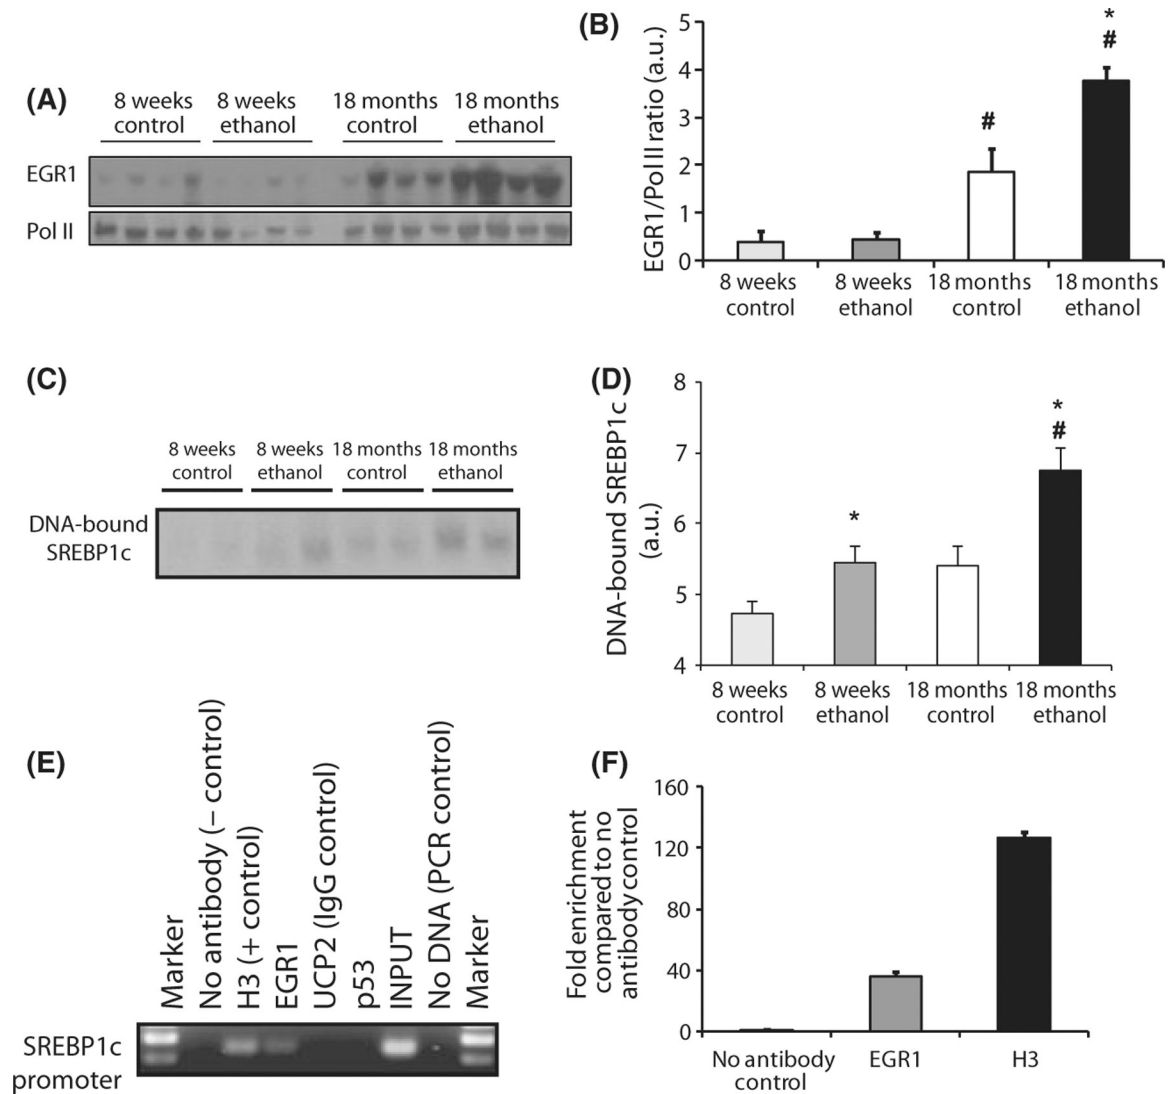 (A)
8 weeks control
8 weeks ethanol
18 months control
18 months ethanol
EGR1
Pol II
(B)
EGR1/Pol II ratio (a.u.)
5
4
3
2
1
0
#
*
#
8 weeks control
8 weeks ethanol
18 months control
18 months ethanol
(C)
8 weeks control
8 weeks ethanol
18 months control
18 months ethanol
DNA-bound
SREBP1c
(D)
DNA-bound SREBP1c
(a.u.)
8
7
6
5
4
*
*
#
8 weeks control
8 weeks ethanol
18 months control
18 months ethanol
(E)
Marker
No antibody (– control)
H3 (+ control)
EGR1
UCP2 (IgG control)
p53
INPUT
No DNA (PCR control)
Marker
SREBP1c
promoter
(F)
Fold enrichment
compared to no
antibody control
160
120
80
40
0
No antibody
control
EGR1
H3